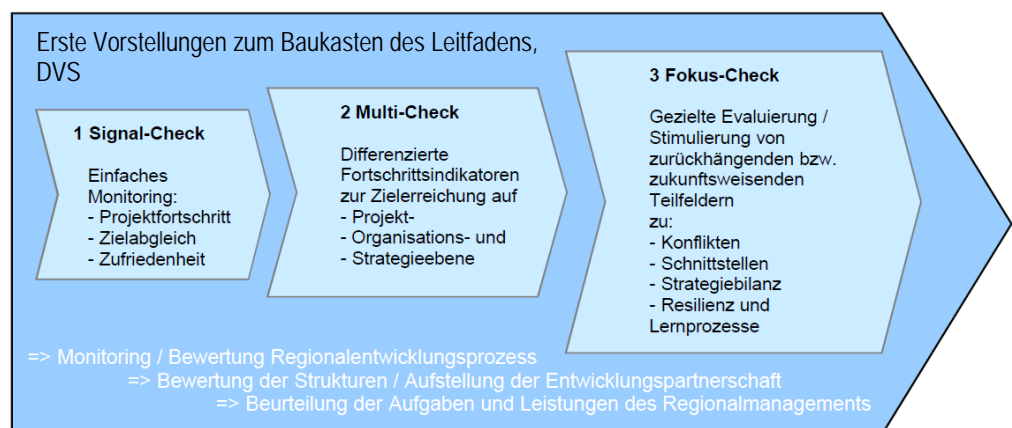 Erste Vorstellungen zum Baukasten des Leitfadens,
DVS
1 Signal-Check
Einfaches
Monitoring:
- Projektfortschritt
- Zielabgleich
- Zufriedenheit
2 Multi-Check
Differenzierte
Fortschrittsindikatoren
zur Zielerreichung auf
- Projekt-
- Organisations- und
- Strategieebene
3 Fokus-Check
Gezielte Evaluierung /
Stimulierung von
zurückhängenden bzw.
zukunftsweisenden
Teilfeldern
zu:
- Konflikten
- Schnittstellen
- Strategiebilanz
- Resilienz und
Lernprozesse
=> Monitoring / Bewertung Regionalentwicklungsprozess
=> Bewertung der Strukturen / Aufstellung der Entwicklungspartnerschaft
=> Beurteilung der Aufgaben und Leistungen des Regionalmanagements